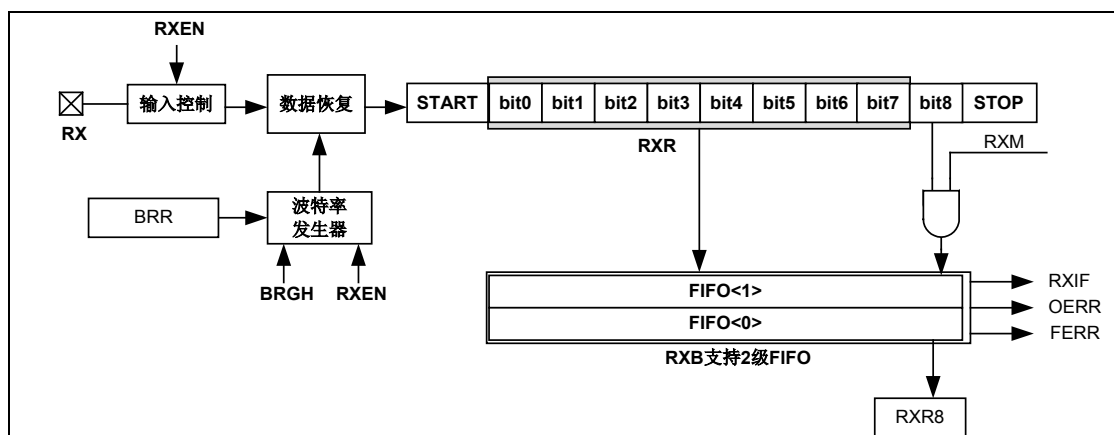 RXEN
输入控制
数据恢复
START bit0 bit1 bit2 bit3 bit4 bit5 bit6 bit7 bit8 STOP
RX
RXR
RXM
BRR
波特率
发生器
BRGH RXEN
FIFO<1>
FIFO<0>
RXIF
OERR
FERR
RXB支持2级FIFO
RXR8